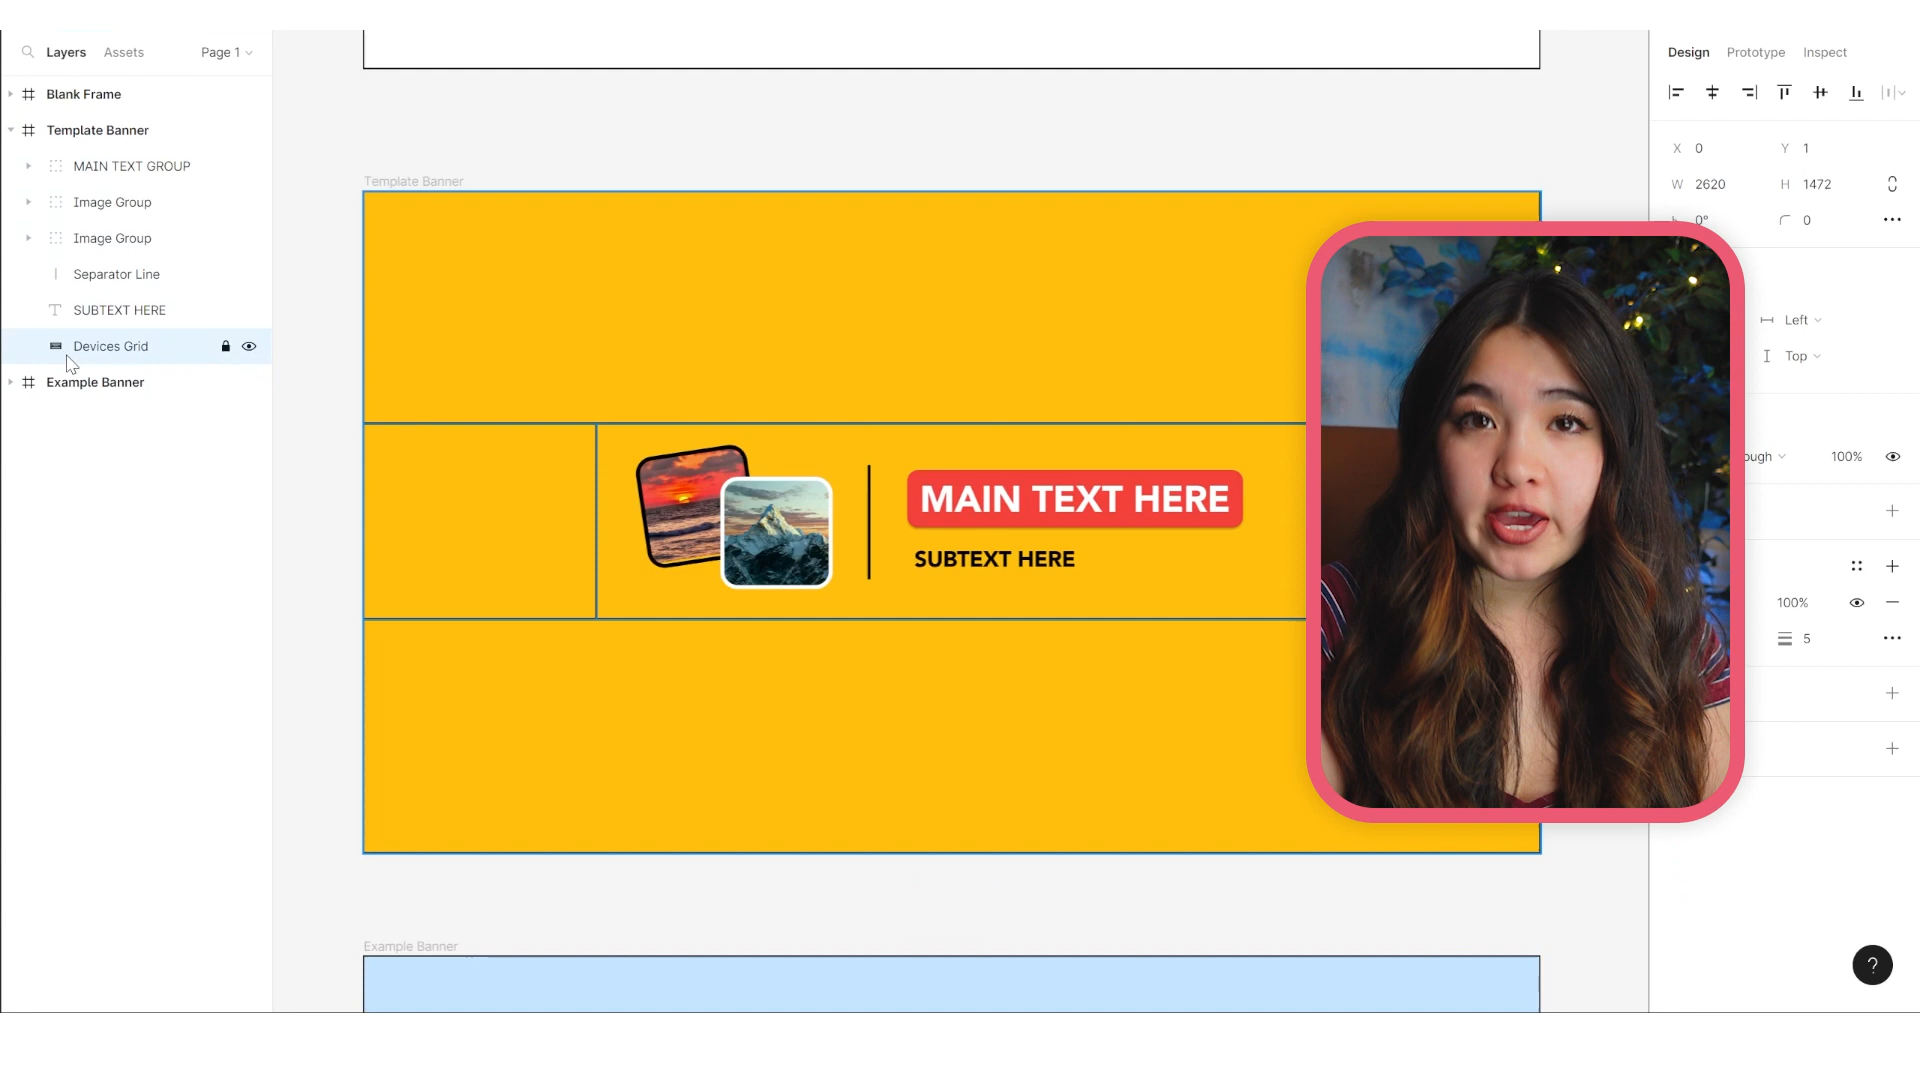 Layers Assets Page 1
Blank Frame
Template Banner
MAIN TEXT GROUP
Image Group
Image Group
Separator Line
SUBTEXT HERE
Devices Grid
Example Banner
Template Banner
MAIN TEXT HERE
SUBTEXT HERE
Example Banner
Design Prototype Inspect
X 0 Y 1
W 2620 H 1472
0° 0
Left
Top
ough 100%
100%
5
?